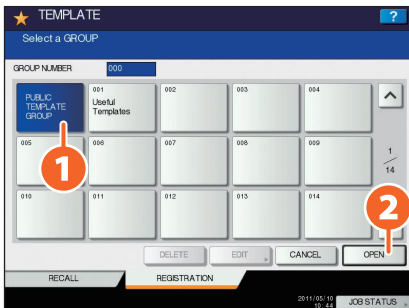 TEMPLATE
?
Select a GROUP
GROUP NUMBER 000
PUBLIC
TEMPLATE
GROUP
001
Useful
Templates
002
003
004
005
006
007
008
009
1
14
010
011
012
013
014
1
2
DELETE
EDIT
CANCEL
OPEN
RECALL
REGISTRATION
2011/05/10
10:44
JOB STATUS